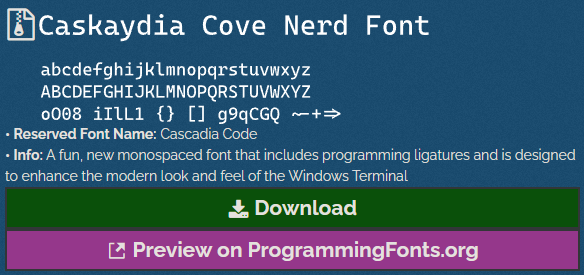 Caskaydia Cove Nerd Font
abcdefghijklmnopqrstuvwxyz
ABCDEFGHIJKLMNOPQRSTUVWXYZ
oO08 iIlL1 {} [] g9qCGQ ~-+=>
• Reserved Font Name: Cascadia Code
• Info: A fun, new monospaced font that includes programming ligatures and is designed
to enhance the modern look and feel of the Windows Terminal
Download
Preview on ProgrammingFonts.org